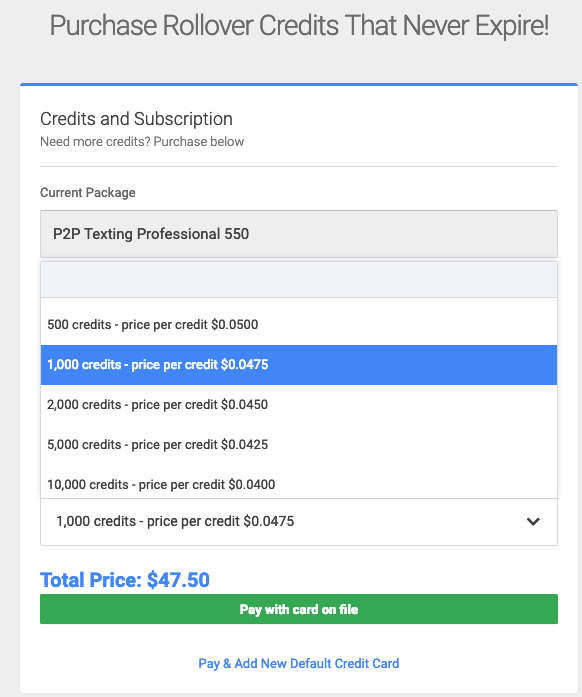 Purchase Rollover Credits That Never Expire!
Credits and Subscription
Need more credits? Purchase below
Current Package
P2P Texting Professional 550
500 credits - price per credit $0.0500
1,000 credits - price per credit $0.0475
2,000 credits - price per credit $0.0450
5,000 credits - price per credit $0.0425
10,000 credits - price per credit $0.0400
1,000 credits - price per credit $0.0475
Total Price: $47.50
Pay with card on file
Pay & Add New Default Credit Card